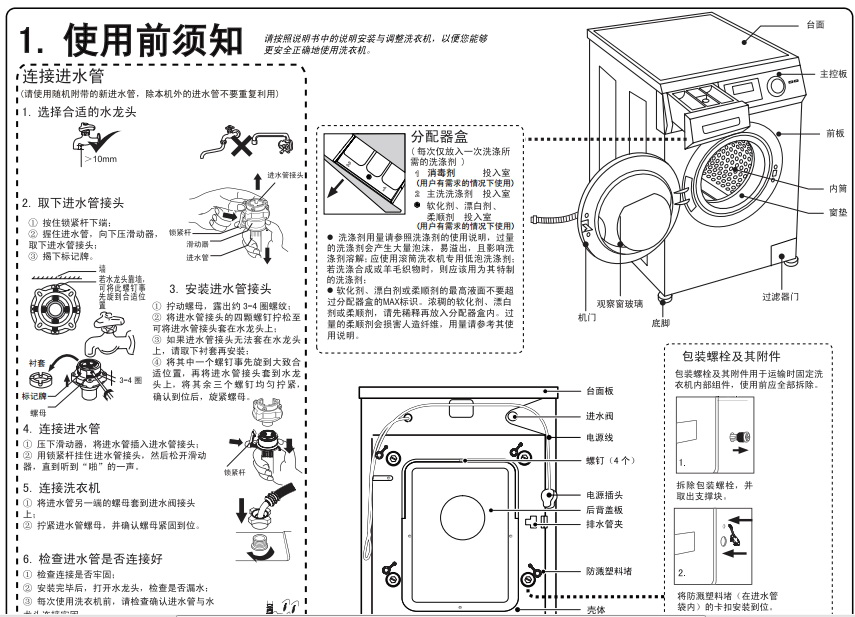 1. 使用前须知
请按照说明书中的说明安装与调整洗衣机，以便您能够
更安全正确地使用洗衣机。
连接进水管
(请使用随机附带的新进水管，除本机外的进水管不要重复利用)
1. 选择合适的水龙头
＞10mm
2. 取下进水管接头
① 按住锁紧杆下端；
② 握住进水管，向下压滑动器，
取下进水管接头；
③ 揭下标记牌。
进水管接头
锁紧杆
滑动器
进水管
墙
若水龙头靠墙，
可将此螺钉事
先旋到合适位
置
衬套
标记牌
螺母
3-4 圈
3. 安装进水管接头
① 拧动螺母，露出约 3-4 圈螺纹；
② 将进水管接头的四颗螺钉拧松至
可将进水管接头套在水龙头上；
③ 如果进水管接头无法套在水龙头
上，请取下衬套再安装；
④ 将其中一个螺钉事先旋到大致合
适位置，再将进水管接头套到水龙
头上，将其余三个螺钉均匀拧紧，
确认到位后，旋紧螺母。
4. 连接进水管
① 压下滑动器，将进水管插入进水管接头；
② 用锁紧杆挂住进水管接头，然后松开滑动
器，直到听到“啪”的一声。
锁紧杆
5. 连接洗衣机
① 将进水管另一端的螺母套到进水阀接头
上；
② 拧紧进水管螺母，并确认螺母紧固到位。
6. 检查进水管是否连接好
① 检查连接是否牢固；
② 安装完毕后，打开水龙头，检查是否漏水；
③ 每次使用洗衣机前，请检查确认进水管与水
龙头连接牢固
分配器盒
( 每次仅放入一次洗涤所
需的洗涤剂 )
消毒剂 投入室
(用户有需求的情况下使用)
主洗洗涤剂 投入室
软化剂、漂白剂、
柔顺剂 投入室
(用户有需求的情况下使用)
● 洗涤剂用量请参照洗涤剂的使用说明，过量
的洗涤剂会产生大量泡沫，易溢出，且影响洗
涤剂溶解；应使用滚筒洗衣机专用低泡洗涤剂；
若洗涤合成或羊毛织物时，则应该用为其特制
的洗涤剂；
● 软化剂、漂白剂或柔顺剂的最高液面不要超
过分配器盒的MAX标识、浓稠的软化剂、漂白
剂或柔顺剂，请先稀释再放入分配器盒内。过
量的柔顺剂会损害人造纤维，用量请参考其使
用说明。
台面
主控板
前板
内筒
窗垫
过滤器门
底脚
观察窗玻璃
机门
台面板
进水阀
电源线
螺钉（4 个）
电源插头
后背盖板
排水管夹
防溅塑料堵
壳体
包装螺栓及其附件
包装螺栓及其附件用于运输时固定洗
衣机内部组件，使用前应全部拆除。
1.
拆除包装螺栓，并
取出支撑块。
2.
将防溅塑料堵（在进水管
袋内）的卡扣安装到位。